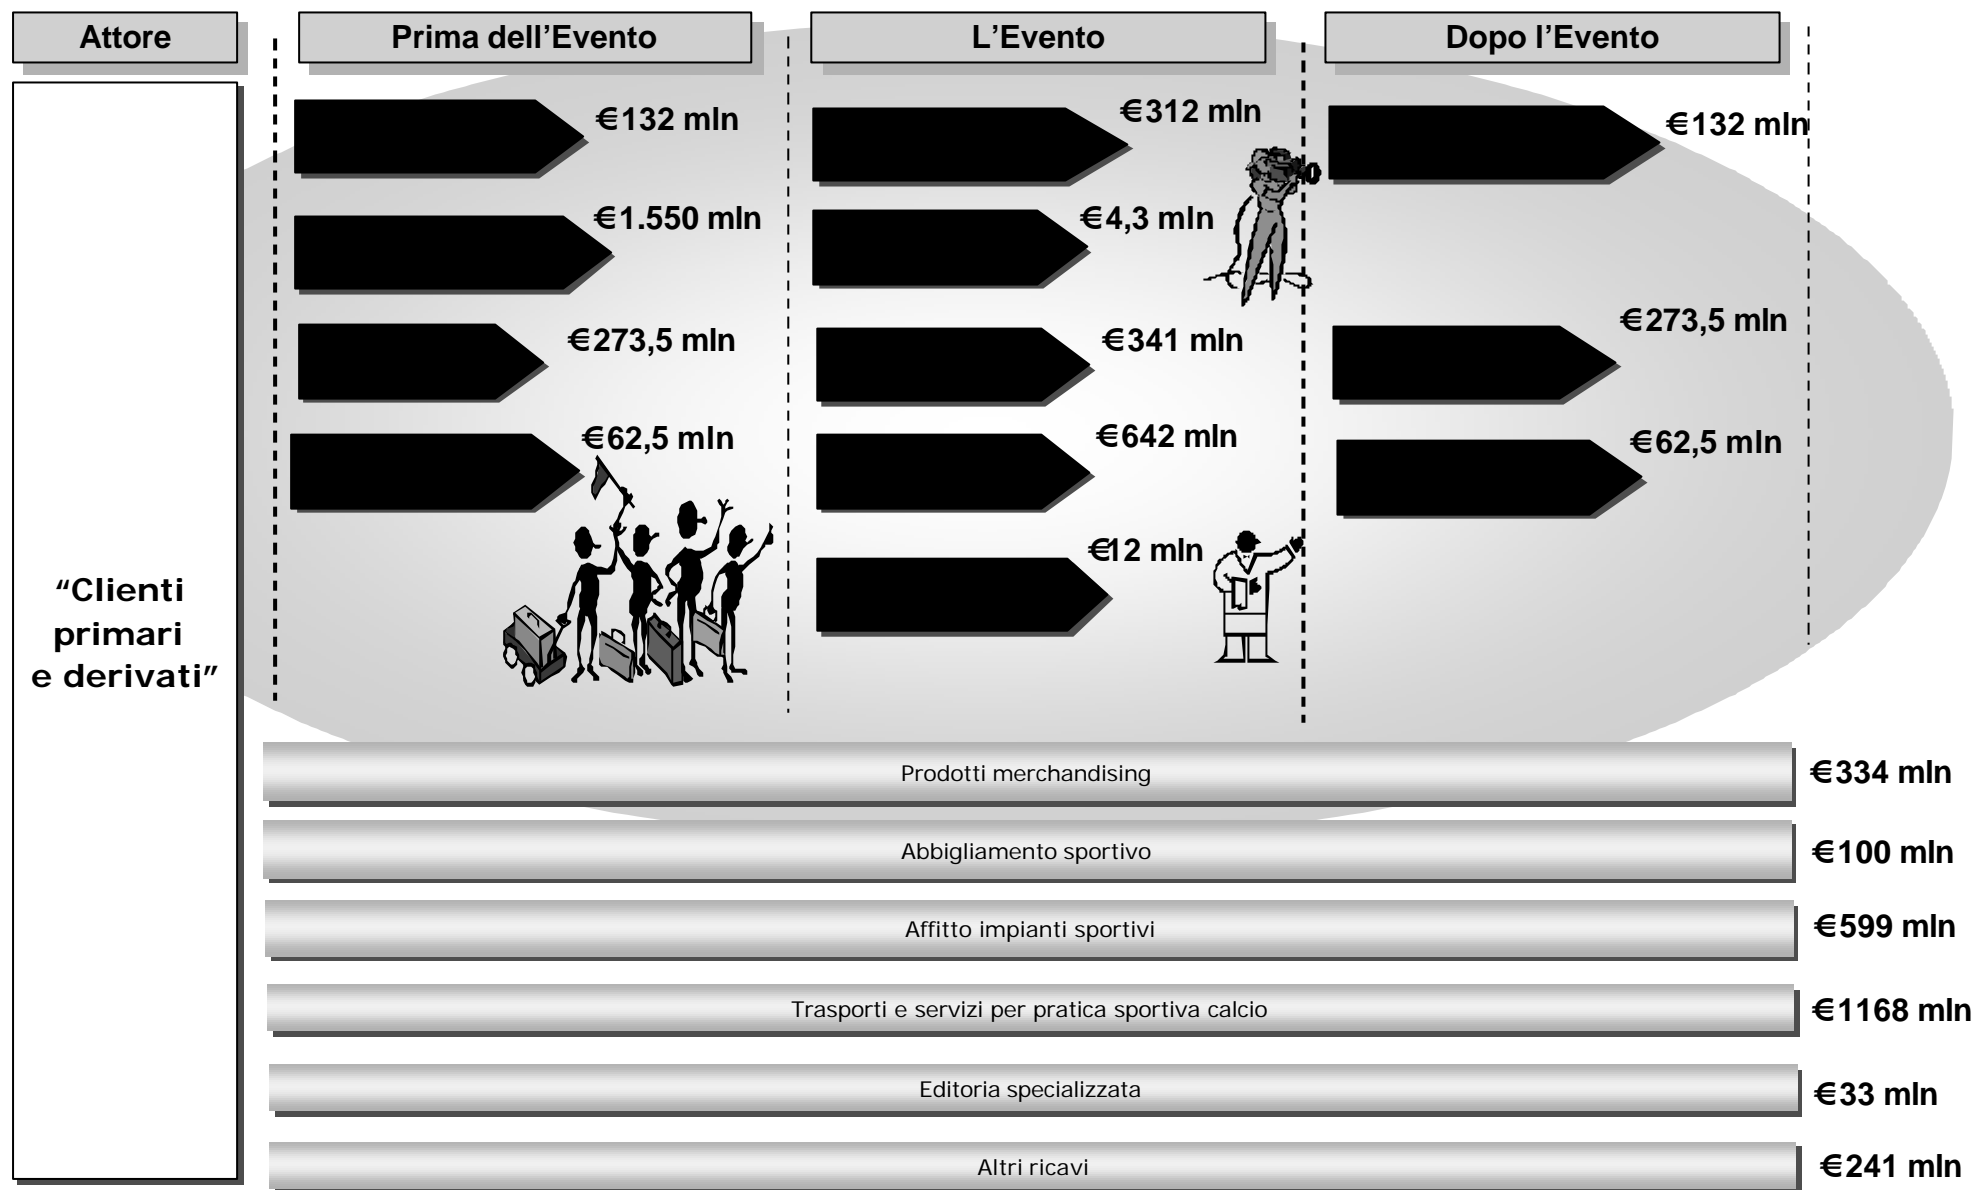 Attore
Prima dell’Evento
L’Evento
Dopo l’Evento
€132 mln
€312 mln
€132 mln
€1.550 mln
€4,3 mln
€273,5 mln
€341 mln
€273,5 mln
€62,5 mln
€642 mln
€62,5 mln
€12 mln
“Clienti
primari
e derivati”
Prodotti merchandising
€334 mln
Abbigliamento sportivo
€100 mln
Affitto impianti sportivi
€599 mln
Trasporti e servizi per pratica sportiva calcio
€1168 mln
Editoria specializzata
€33 mln
Altri ricavi
€241 mln